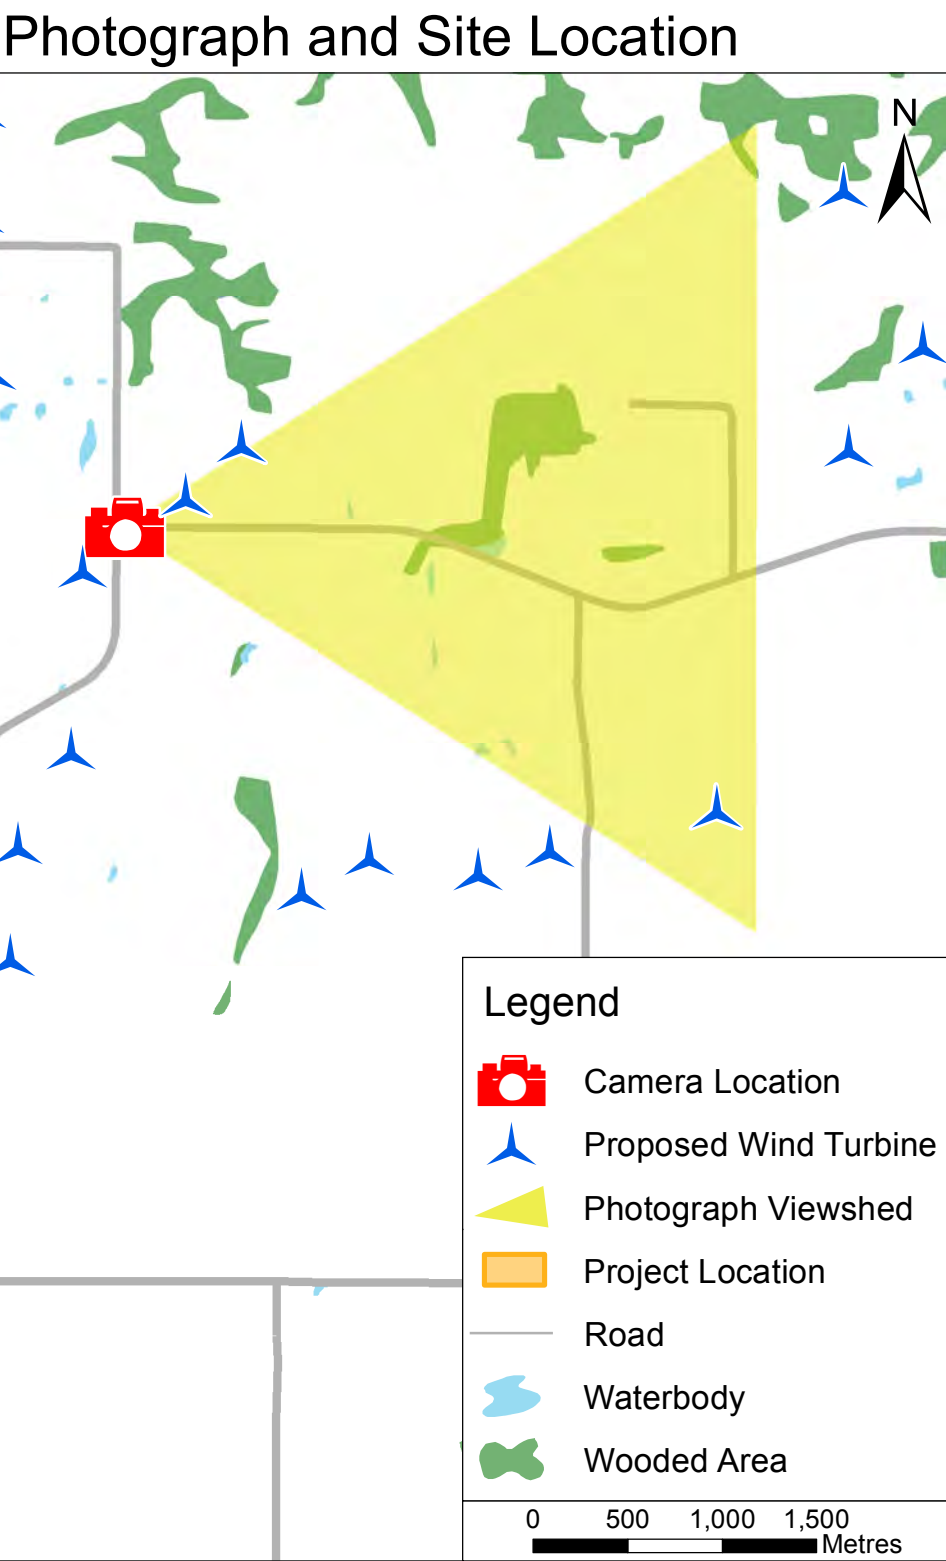 Photograph and Site Location
N
Legend
Camera Location
Proposed Wind Turbine
Photograph Viewshed
Project Location
Road
Waterbody
Wooded Area
0 500 1,000 1,500
Metres